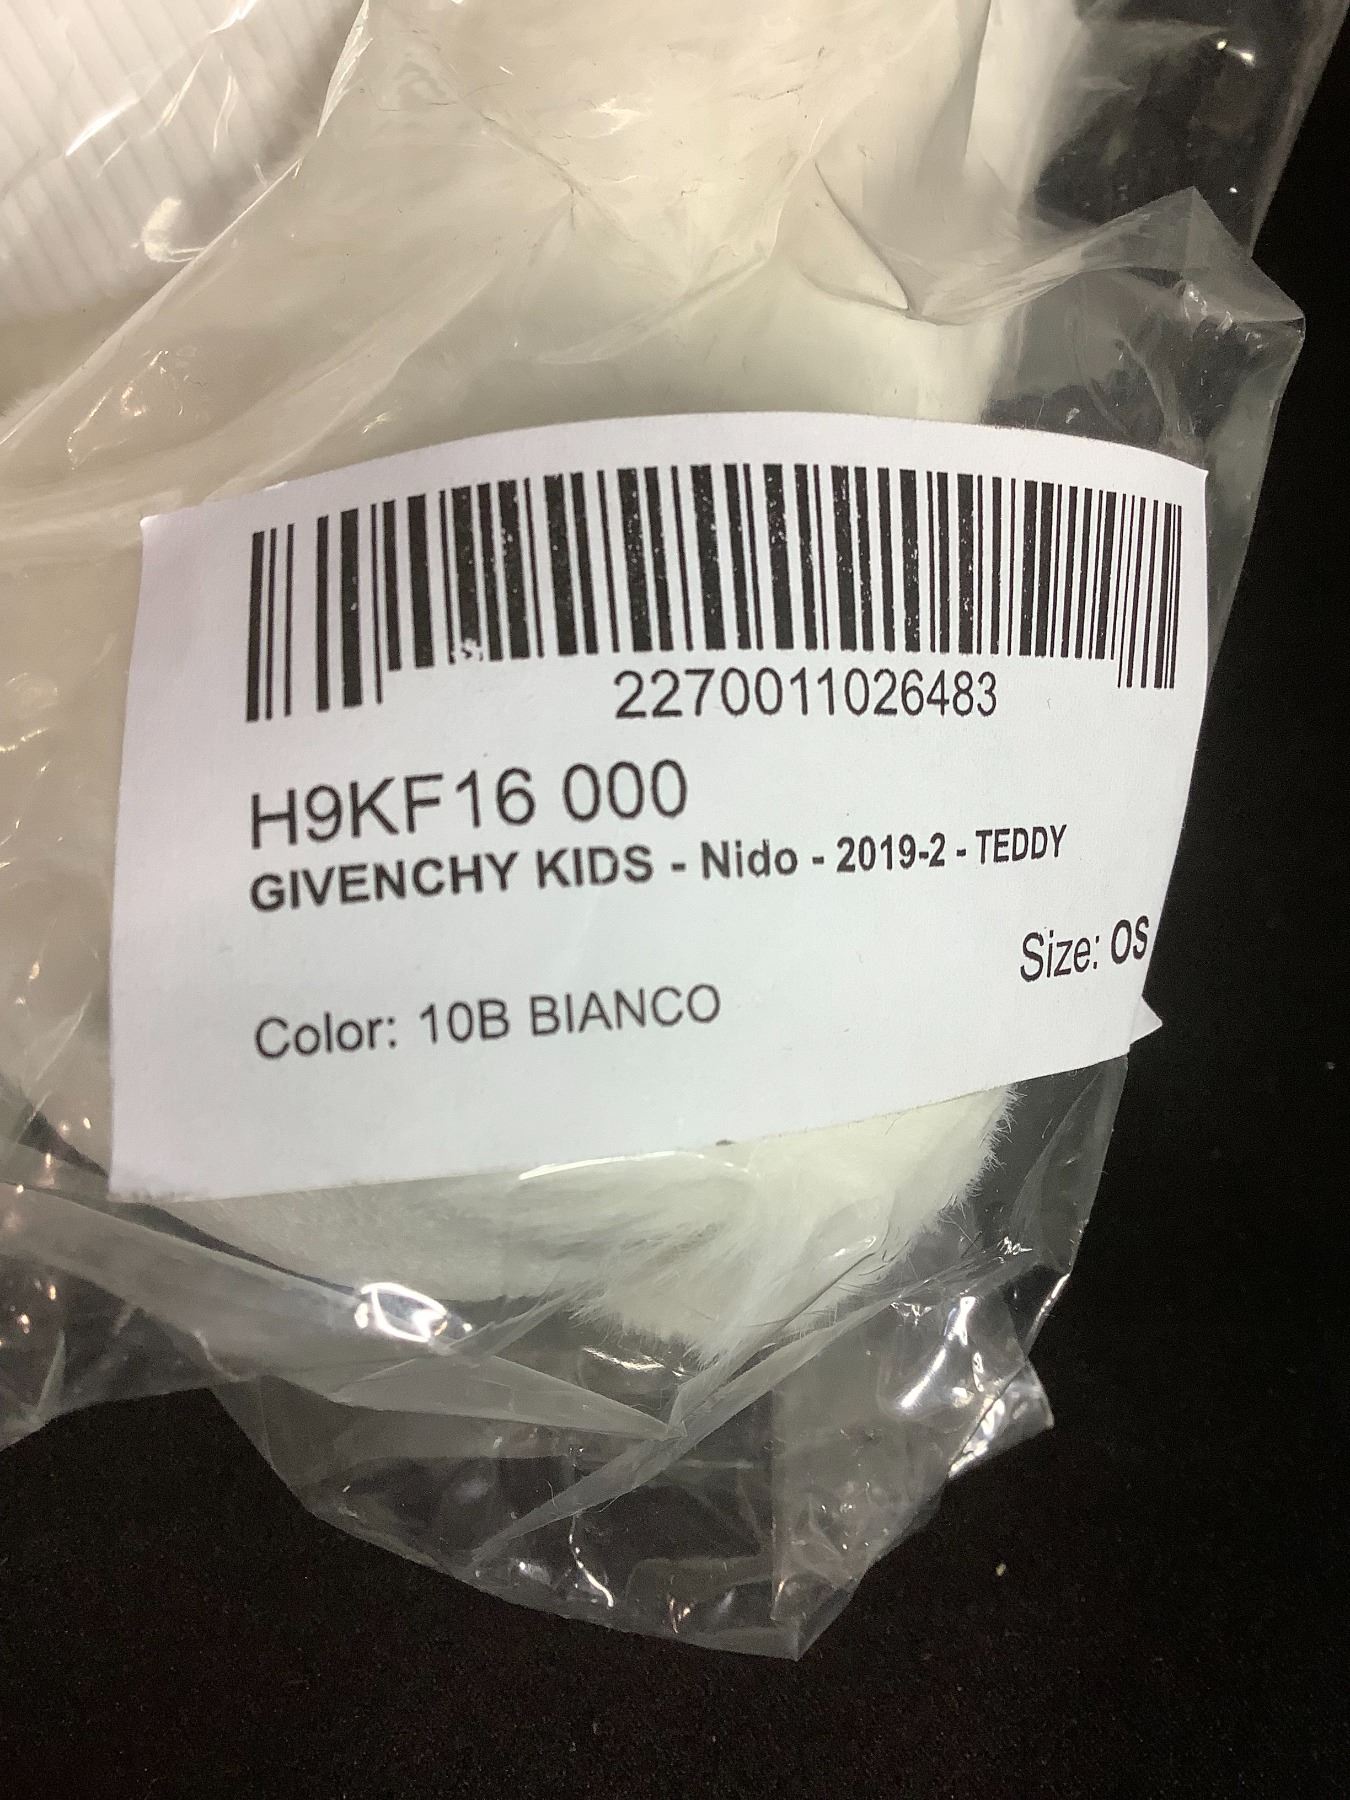 2270011026483
H9KF16 000
GIVENCHY KIDS - Nido - 2019-2 - TEDDY
Size: OS
Color: 10B BIANCO